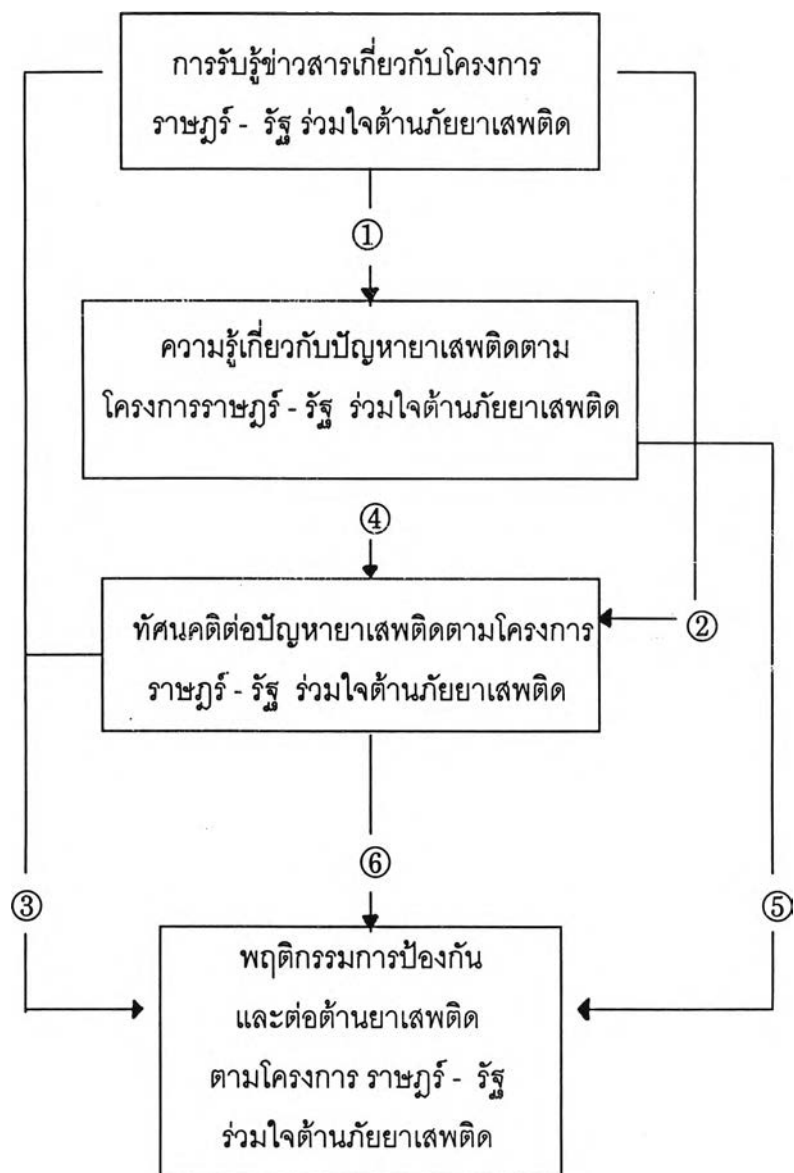 การรับรู้ข่าวสารเกี่ยวกับโครงการ
ราษฎร์ - รัฐ ร่วมใจต้านภัยยาเสพติด
①
ความรู้เกี่ยวกับปัญหายาเสพติดตาม
โครงการราษฎร์ - รัฐ ร่วมใจต้านภัยยาเสพติด
④
ทัศนคติต่อปัญหายาเสพติดตามโครงการ
ราษฎร์ - รัฐ ร่วมใจต้านภัยยาเสพติด
②
⑥
③
⑤
พฤติกรรมการป้องกัน
และต่อต้านยาเสพติด
ตามโครงการ ราษฎร์ - รัฐ
ร่วมใจต้านภัยยาเสพติด